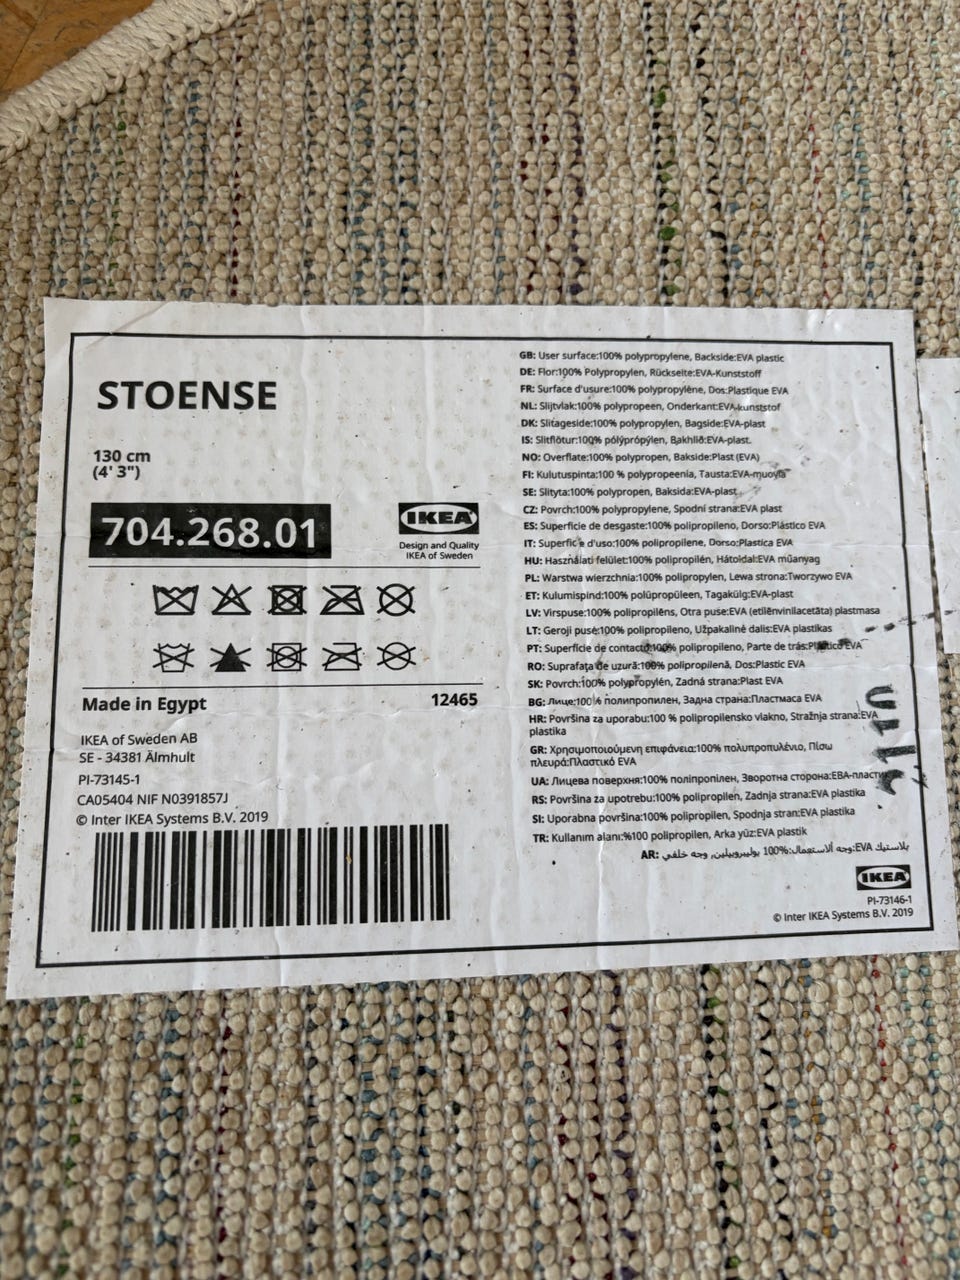 STOENSE
130 cm
(4' 3")
704.268.01
IKEA
Design and Quality
IKEA of Sweden
Made in Egypt
12465
IKEA of Sweden AB
SE - 34381 Älmhult
PI-73145-1
CA05404 NIF N0391857J
© Inter IKEA Systems B.V. 2019
GB: User surface:100% polypropylene, Backside:EVA plastic
DE: Flor:100% Polypropylen, Rückseite:EVA-Kunststoff
FR: Surface d'usure:100% polypropylène, Dos:Plastique EVA
NL: Slijtvlak:100% polypropeen, Onderkant:EVA-kunststof
DK: Slitageside:100% polypropylen, Bagside:EVA-plast
IS: Slitflötur:100% pólýprópýlen, Bakhlið:EVA-plast.
NO: Overflate:100% polypropen, Bakside:Plast (EVA)
FI: Kulutuspinta:100 % polypropeenia, Tausta:EVA-muovia
SE: Slityta:100% polypropen, Baksida:EVA-plast
CZ: Povrch:100% polypropylene, Spodní strana:EVA plast
ES: Superficie de desgaste:100% polipropileno, Dorso:Plástico EVA
IT: Superficie d'uso:100% polipropilene, Dorso:Plastica EVA
HU: Használati felület:100% polipropilén, Hátoldal:EVA műanyag
PL: Warstwa wierzchnia:100% polipropylen, Lewa strona:Tworzywo EVA
ET: Kulumispind:100% polüpropüleen, Tagakülg:EVA-plast
LV: Virspuse:100% polipropilēns, Otra puse:EVA (etilēnvinilacetāta) plastmasa
LT: Geroji pusė:100% polipropileno, Užpakalinė dalis:EVA plastikas
PT: Superfície de contacto:100% polipropileno, Parte de trás:Plástico EVA
RO: Suprafaţa de uzură:100% polipropilenă, Dos:Plastic EVA
SK: Povrch:100% polypropylén, Zadná strana:Plast EVA
BG: Лице:100 % полипропилен, Задна страна:Пластмаса EVA
HR: Površina za uporabu:100 % polipropilensko vlakno, Stražnja strana:EVA
plastika
GR: Χρησιμοποιούμενη επιφάνεια:100% πολυπροπυλένιο, Πίσω
πλευρά:Πλαστικό EVA
UA: Лицева поверхня:100% поліпропілен, Зворотна сторона:ЕВА-пластик
RS: Površina za upotrebu:100% polipropilen, Zadnja strana:EVA plastika
SI: Uporabna površina:100% polipropilen, Spodnja stran:EVA plastika
TR: Kullanım alanı:%100 polipropilen, Arka yüz:EVA plastik
AR: وجه الاستعمال:100% بوليبروبيلين, وجه خلفي:EVA بلاستيك
IKEA
PI-73146-1
© Inter IKEA Systems B.V. 2019